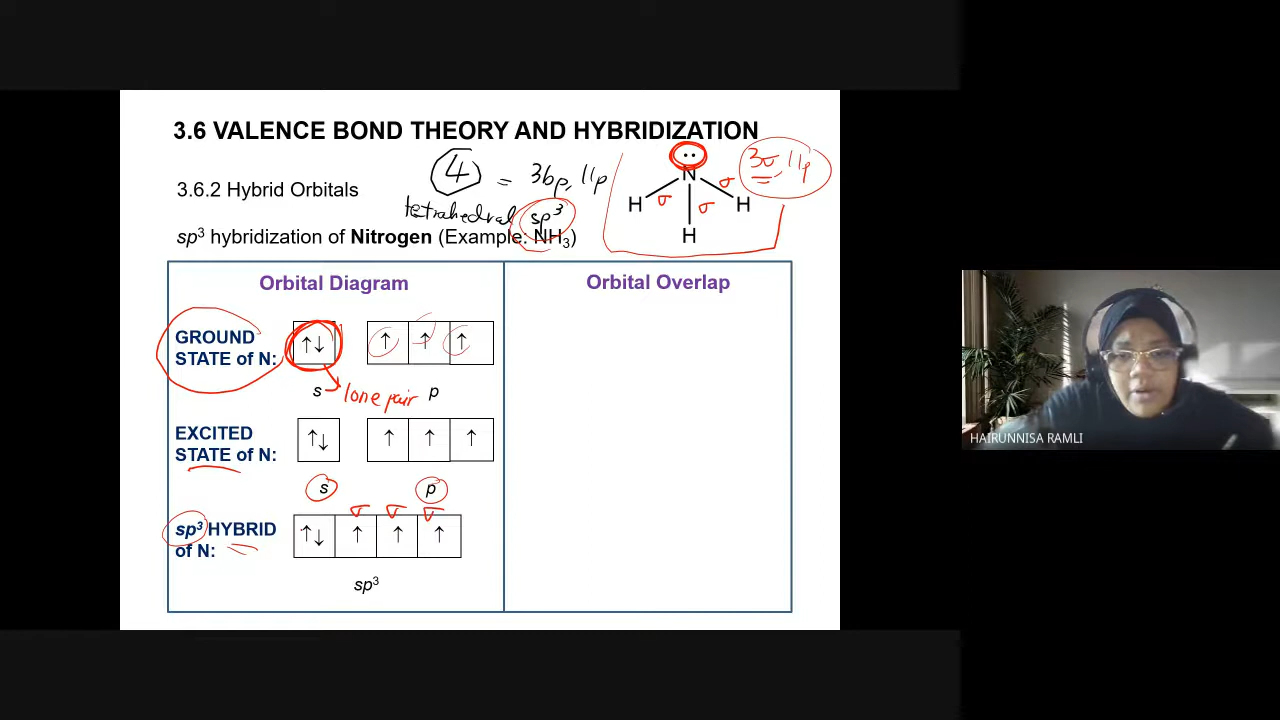 3.6 VALENCE BOND THEORY AND HYBRIDIZATION
3.6.2 Hybrid Orbitals
4 = 3bp, 1lp
tetrahedral sp³
sp³ hybridization of Nitrogen (Example: NH₃)
3σ, 1lp
N
σ σ σ
H H
H
Orbital Diagram
Orbital Overlap
GROUND
STATE of N:
↑↓ ↑ ↑ ↑
s p
lone pair
EXCITED
STATE of N:
↑↓ ↑ ↑ ↑
s p
σ σ σ
sp³ HYBRID
of N:
↑↓ ↑ ↑ ↑
sp³
HAIRUNNISA RAMLI